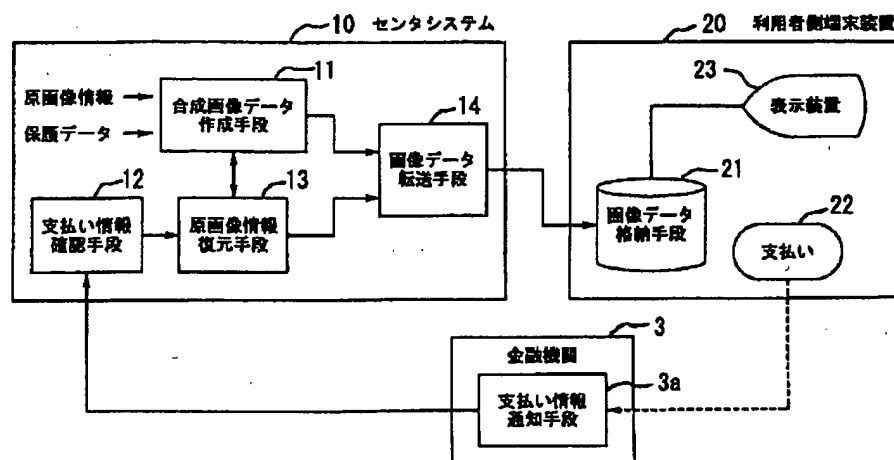 10 センタシステム
20 利用者側端末装置
11
23
原画像情報
合成画像データ
作成手段
14
表示装置
保護データ
画像データ
転送手段
12
13
21
支払い情報
確認手段
原画像情報
復元手段
画像データ
格納手段
22
支払い
3
金融機関
3a
支払い情報
通知手段